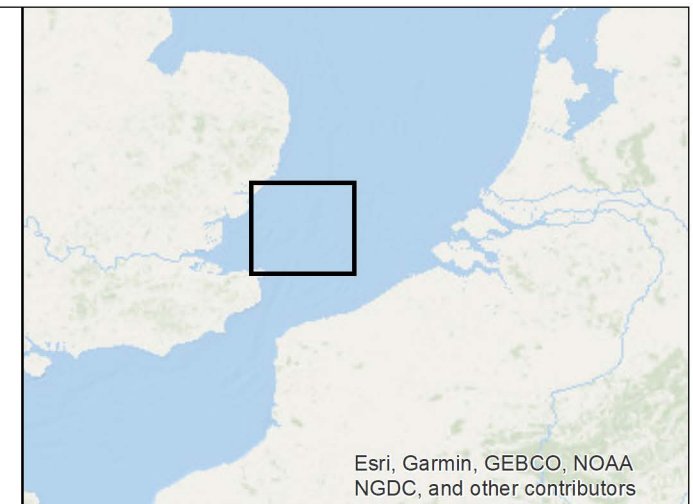 Esri, Garmin, GEBCO, NOAA
NGDC, and other contributors